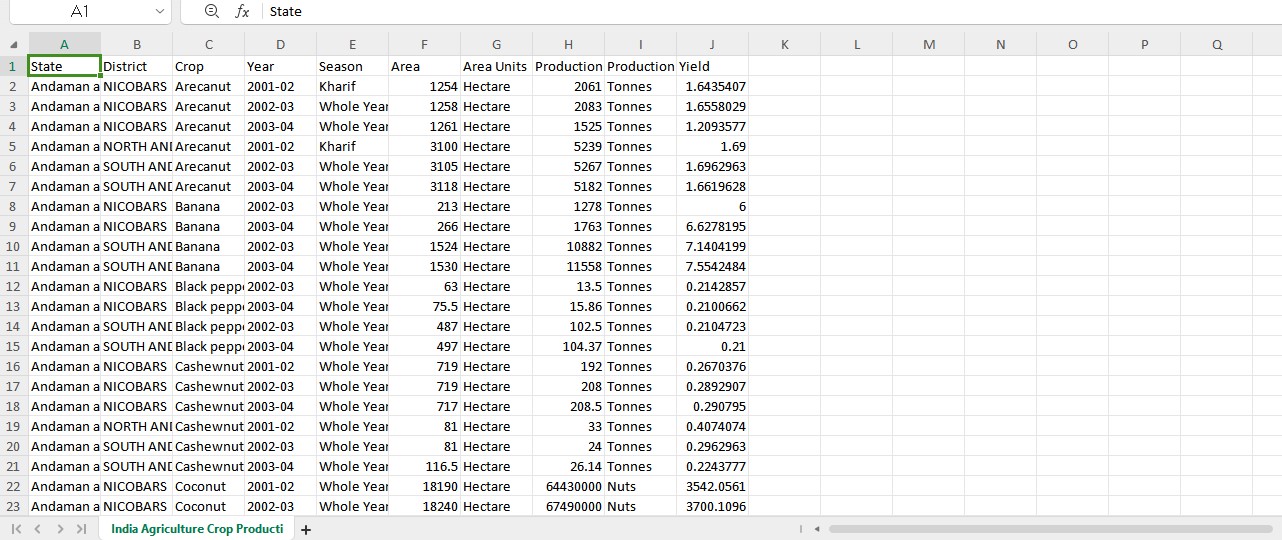 A1 fx State
A B C D E F G H I J K L M N O P Q
1 State District Crop Year Season Area Area Units Production Production Yield
2 Andaman a NICOBARS Arecanut 2001-02 Kharif 1254 Hectare 2061 Tonnes 1.6435407
3 Andaman a NICOBARS Arecanut 2002-03 Whole Year 1258 Hectare 2083 Tonnes 1.6558029
4 Andaman a NICOBARS Arecanut 2003-04 Whole Year 1261 Hectare 1525 Tonnes 1.2093577
5 Andaman a NORTH AND Arecanut 2001-02 Kharif 3100 Hectare 5239 Tonnes 1.69
6 Andaman a SOUTH AND Arecanut 2002-03 Whole Year 3105 Hectare 5267 Tonnes 1.6962963
7 Andaman a SOUTH AND Arecanut 2003-04 Whole Year 3118 Hectare 5182 Tonnes 1.6619628
8 Andaman a NICOBARS Banana 2002-03 Whole Year 213 Hectare 1278 Tonnes 6
9 Andaman a NICOBARS Banana 2003-04 Whole Year 266 Hectare 1763 Tonnes 6.6278195
10 Andaman a SOUTH AND Banana 2002-03 Whole Year 1524 Hectare 10882 Tonnes 7.1404199
11 Andaman a SOUTH AND Banana 2003-04 Whole Year 1530 Hectare 11558 Tonnes 7.5542484
12 Andaman a NICOBARS Black peppe 2002-03 Whole Year 63 Hectare 13.5 Tonnes 0.2142857
13 Andaman a NICOBARS Black peppe 2003-04 Whole Year 75.5 Hectare 15.86 Tonnes 0.2100662
14 Andaman a SOUTH AND Black peppe 2002-03 Whole Year 487 Hectare 102.5 Tonnes 0.2104723
15 Andaman a SOUTH AND Black peppe 2003-04 Whole Year 497 Hectare 104.37 Tonnes 0.21
16 Andaman a NICOBARS Cashewnut 2001-02 Whole Year 719 Hectare 192 Tonnes 0.2670376
17 Andaman a NICOBARS Cashewnut 2002-03 Whole Year 719 Hectare 208 Tonnes 0.2892907
18 Andaman a NICOBARS Cashewnut 2003-04 Whole Year 717 Hectare 208.5 Tonnes 0.290795
19 Andaman a NORTH AND Cashewnut 2001-02 Whole Year 81 Hectare 33 Tonnes 0.4074074
20 Andaman a SOUTH AND Cashewnut 2002-03 Whole Year 81 Hectare 24 Tonnes 0.2962963
21 Andaman a SOUTH AND Cashewnut 2003-04 Whole Year 116.5 Hectare 26.14 Tonnes 0.2243777
22 Andaman a NICOBARS Coconut 2001-02 Whole Year 18190 Hectare 64430000 Nuts 3542.0561
23 Andaman a NICOBARS Coconut 2002-03 Whole Year 18240 Hectare 67490000 Nuts 3700.1096
India Agriculture Crop Producti +